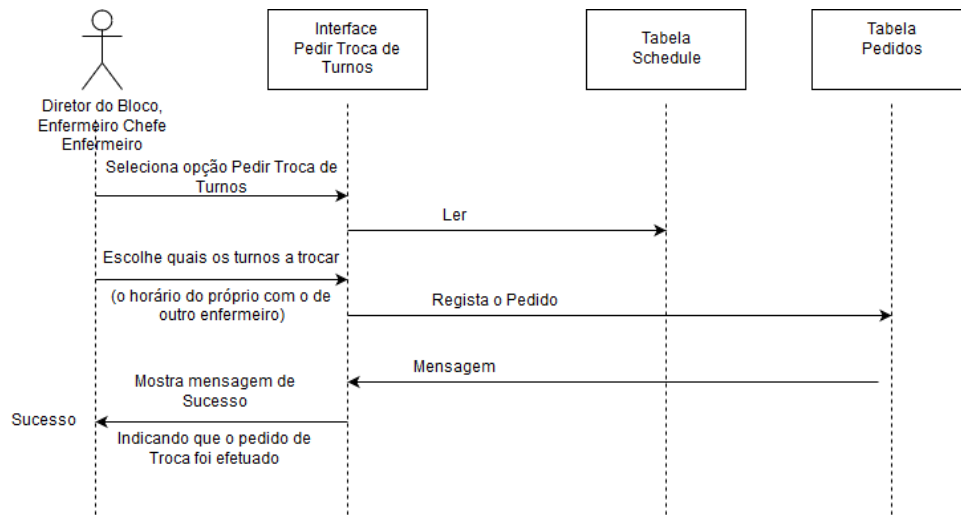 Interface
Pedir Troca de
Turnos
Tabela
Schedule
Tabela
Pedidos
Diretor do Bloco,
Enfermeiro Chefe
Enfermeiro
Seleciona opção Pedir Troca de
Turnos
Ler
Escolhe quais os turnos a trocar
(o horário do próprio com o de
outro enfermeiro)
Regista o Pedido
Mensagem
Mostra mensagem de
Sucesso
Sucesso
Indicando que o pedido de
Troca foi efetuado